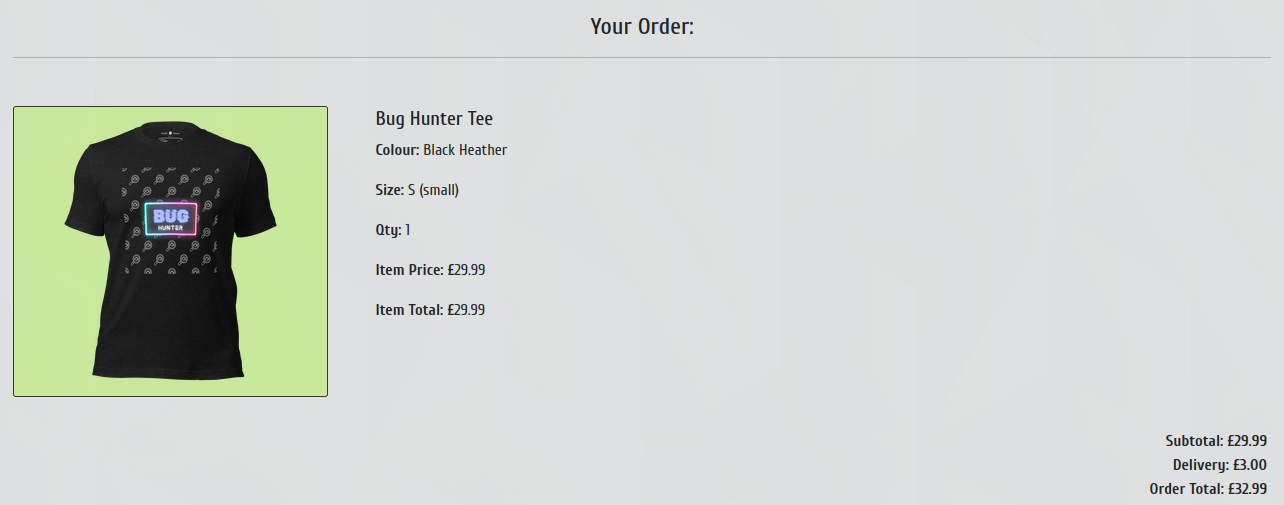 Your Order:
Bug Hunter Tee
Colour: Black Heather
Size: S (small)
Qty: 1
Item Price: £29.99
Item Total: £29.99
BUG
HUNTER
Subtotal: £29.99
Delivery: £3.00
Order Total: £32.99